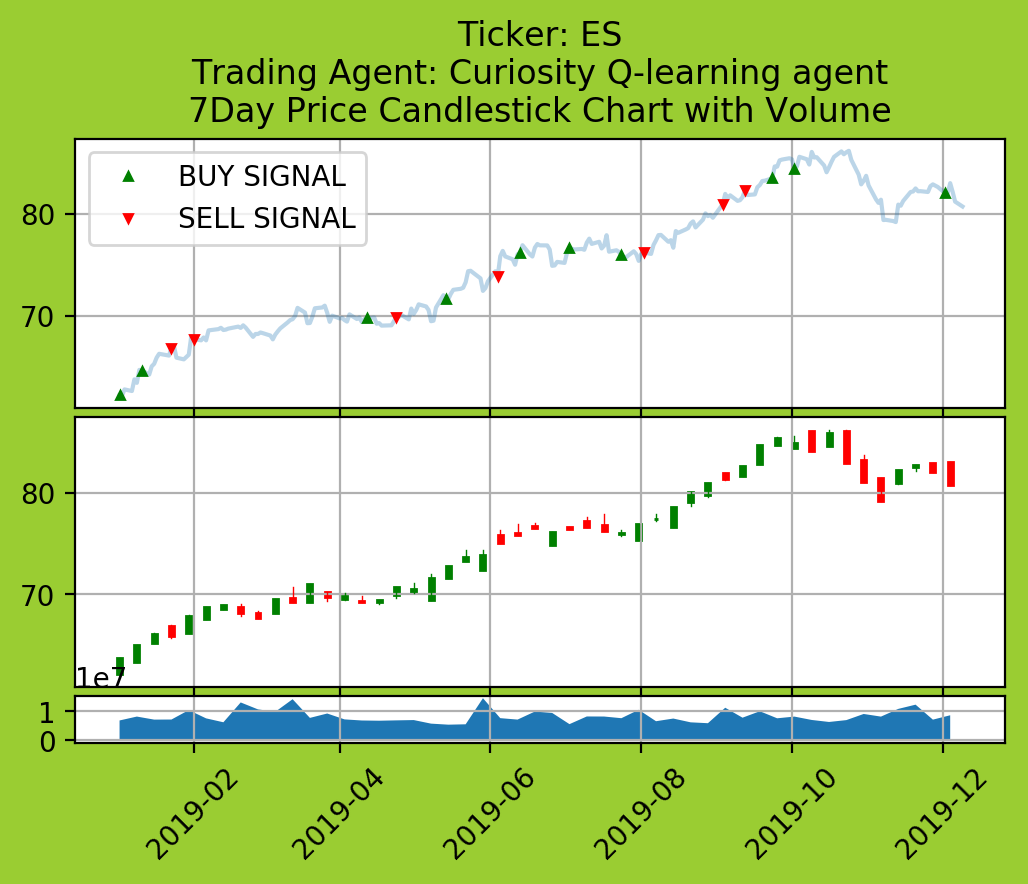 Ticker: ES
Trading Agent: Curiosity Q-learning agent
7Day Price Candlestick Chart with Volume
BUY SIGNAL
SELL SIGNAL
80
70
80
70
1e7
1
0
2019-02
2019-04
2019-06
2019-08
2019-10
2019-12